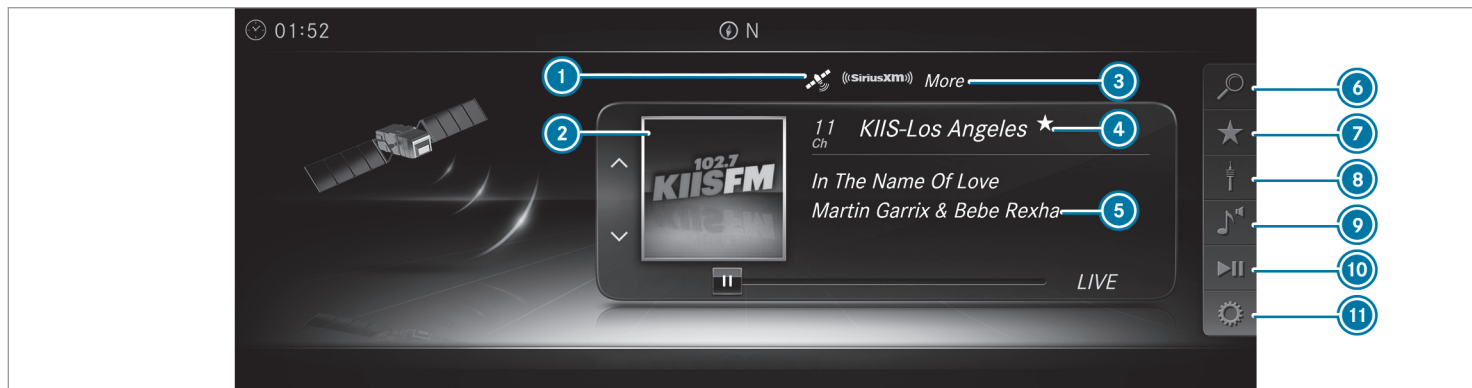 01:52
N
1
((SiriusXM)) More
3
2
102.7
KIISFM
11
Ch
KIIS-Los Angeles ★
4
In The Name Of Love
Martin Garrix & Bebe Rexha
5
LIVE
6
7
8
9
10
11